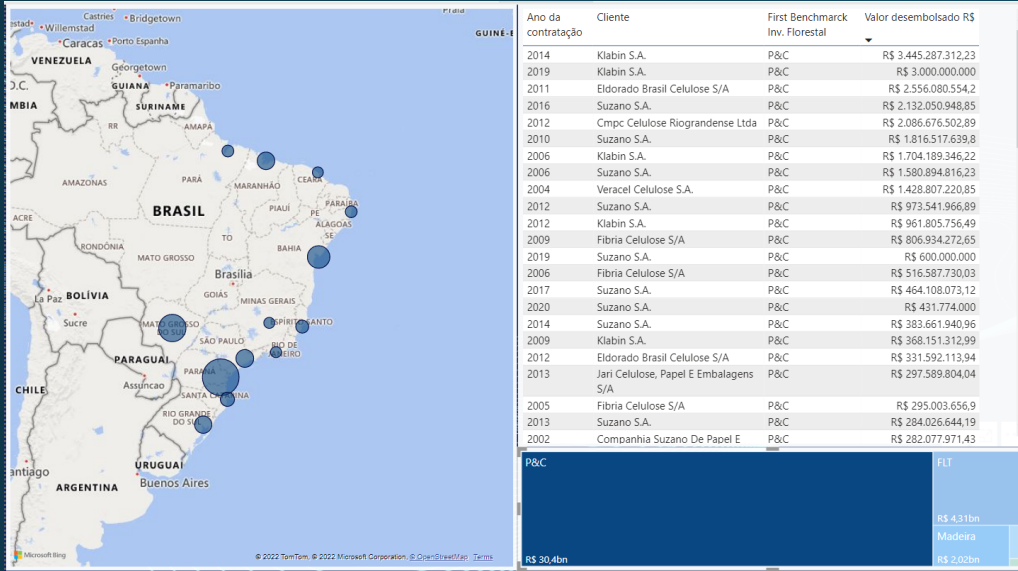 Praia
Castries
Bridgetown
Willemstad
GUINÉ-E
Caracas
Porto Espanha
VENEZUELA
Georgetown
Paramaribo
GUIANA
SURINAME
MBIA
RR
AMAPÁ
AMAZONAS
PARÁ
MARANHÃO
CEARÁ
BRASIL
PIAUÍ
PARAÍBA
PE
ALAGOAS
SE
ACRE
TO
RONDÔNIA
BAHIA
MATO GROSSO
Brasília
GOIÁS
La Paz
BOLÍVIA
MINAS GERAIS
Sucre
MATO GROSSO
DO SUL
ESPÍRITO SANTO
SÃO PAULO
RIO DE
JANEIRO
PARAGUAI
PARANÁ
Assuncao
CHILE
SANTA CATARINA
RIO GRANDE
DO SUL
URUGUAI
antiago
ARGENTINA
Buenos Aires
Microsoft Bing
© 2022 TomTom, © 2022 Microsoft Corporation, © OpenStreetMap Terms
Ano da contratação Cliente First Benchmarck Inv. Florestal Valor desembolsado R$
2014 Klabin S.A. P&C R$ 3.445.287.312,23
2019 Klabin S.A. P&C R$ 3.000.000.000
2011 Eldorado Brasil Celulose S/A P&C R$ 2.556.080.554,2
2016 Suzano S.A. P&C R$ 2.132.050.948,85
2012 Cmpc Celulose Riograndense Ltda P&C R$ 2.086.676.502,89
2010 Suzano S.A. P&C R$ 1.816.517.639,8
2006 Klabin S.A. P&C R$ 1.704.189.346,22
2006 Suzano S.A. P&C R$ 1.580.894.816,23
2004 Veracel Celulose S.A. P&C R$ 1.428.807.220,85
2012 Suzano S.A. P&C R$ 973.541.966,89
2012 Klabin S.A. P&C R$ 961.805.756,49
2009 Fibria Celulose S/A P&C R$ 806.934.272,65
2019 Suzano S.A. P&C R$ 600.000.000
2006 Fibria Celulose S/A P&C R$ 516.587.730,03
2017 Suzano S.A. P&C R$ 464.108.073,12
2020 Suzano S.A. P&C R$ 431.774.000
2014 Suzano S.A. P&C R$ 383.661.940,96
2009 Klabin S.A. P&C R$ 368.151.312,99
2012 Eldorado Brasil Celulose S/A P&C R$ 331.592.113,94
2013 Jari Celulose, Papel E Embalagens S/A P&C R$ 297.589.804,04
2005 Fibria Celulose S/A P&C R$ 295.003.656,9
2013 Suzano S.A. P&C R$ 284.026.644,19
2002 Companhia Suzano De Papel E P&C R$ 282.077.971,43
P&C
FLT
R$ 4,31bn
Madeira
R$ 30,4bn
R$ 2,02bn